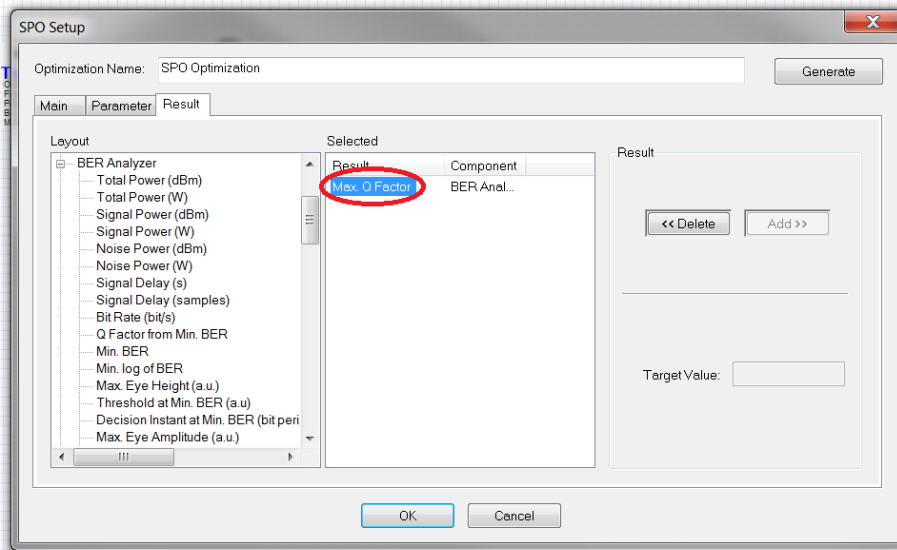 SPO Setup
X
Optimization Name: SPO Optimization
Generate
Main Parameter Result
Layout
BER Analyzer
Total Power (dBm)
Total Power (W)
Signal Power (dBm)
Signal Power (W)
Noise Power (dBm)
Noise Power (W)
Signal Delay (s)
Signal Delay (samples)
Bit Rate (bit/s)
Q Factor from Min. BER
Min. BER
Min. log of BER
Max. Eye Height (a.u.)
Threshold at Min. BER (a.u)
Decision Instant at Min. BER (bit peri
Max. Eye Amplitude (a.u.)
Selected
Result Component
Max. Q Factor BER Anal...
Result
<< Delete Add >>
Target Value:
OK Cancel
T
O
F
P
B
M